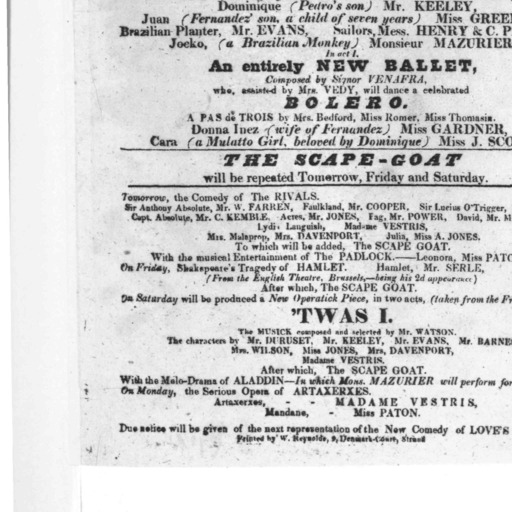 Dominique (Pedro's son) Mr. KEELEY,
Juan (Fernandez' son, a child of seven years) Miss GREE
Brazilian Planter, Mr. EVANS, Sailors, Mess. HENRY & C. P
Jocko, (a Brazilian Monkey) Monsieur MAZURIER
In act I.
An entirely NEW BALLET,
Composed by Signor VENAFRA,
who, assisted by Mrs. VEDY, will dance a celebrated
BOLERO.
A PAS de TROIS by Mrs. Bedford, Miss Romer, Miss Thomasin.
Donna Inez (wife of Fernandez) Miss GARDNER,
Cara (a Mulatto Girl, beloved by Dominique) Miss J. SCO
THE SCAPE-GOAT
will be repeated Tomorrow, Friday and Saturday.
Tomorrow, the Comedy of The RIVALS.
Sir Anthony Absolute, Mr. W. FARREN, Faulkland, Mr. COOPER, Sir Lucius O'Trigger,
Capt. Absolute, Mr. C. KEMBLE, Acres, Mr. JONES, Fag, Mr. POWER, David, Mr. M
Lydia Languish, Madame VESTRIS,
Mrs. Malaprop, Mrs. DAVENPORT, Julia, Miss A. JONES.
To which will be added, The SCAPE GOAT.
With the musical Entertainment of The PADLOCK.—Leonora, Miss PATO
On Friday, Shakspeare's Tragedy of HAMLET. Hamlet, Mr. SERLE,
(From the English Theatre, Brussels,—being his 2d appearance)
After which, The SCAPE GOAT.
On Saturday will be produced a New Operatick Piece, in two acts, (taken from the Fr
'TWAS I.
The MUSICK composed and selected by Mr. WATSON.
The characters by Mr. DURUSET, Mr. KEELEY, Mr. EVANS, Mr. BARNE
Mrs. WILSON, Miss JONES, Mrs. DAVENPORT,
Madame VESTRIS.
After which, The SCAPE GOAT.
With the Melo-Drama of ALADDIN—In which Mons. MAZURIER will perform for
On Monday, the Serious Opera of ARTAXERXES.
Artaxerxes, - - MADAME VESTRIS,
Mandane, - Miss PATON.
Due notice will be given of the next representation of the New Comedy of LOVE'S
Printed by W. Reynolds, 9, Denmark-Court, Strand